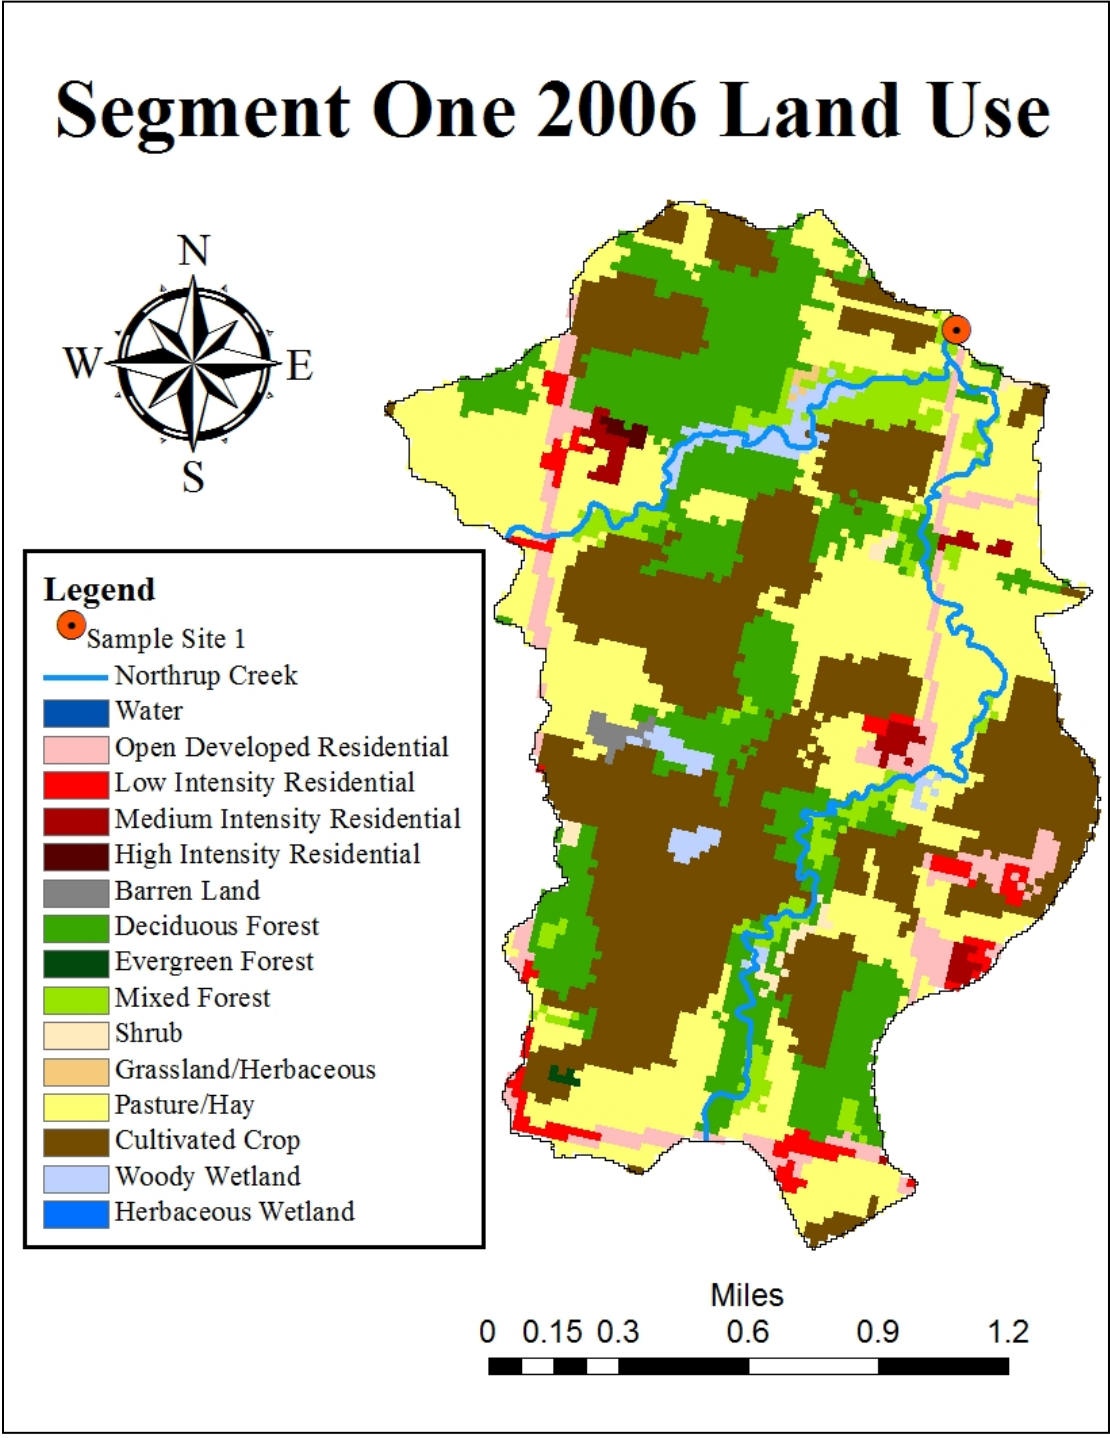 Segment One 2006 Land Use
N
W
E
S
Legend
Sample Site 1
Northrup Creek
Water
Open Developed Residential
Low Intensity Residential
Medium Intensity Residential
High Intensity Residential
Barren Land
Deciduous Forest
Evergreen Forest
Mixed Forest
Shrub
Grassland/Herbaceous
Pasture/Hay
Cultivated Crop
Woody Wetland
Herbaceous Wetland
Miles
0 0.15 0.3 0.6 0.9 1.2